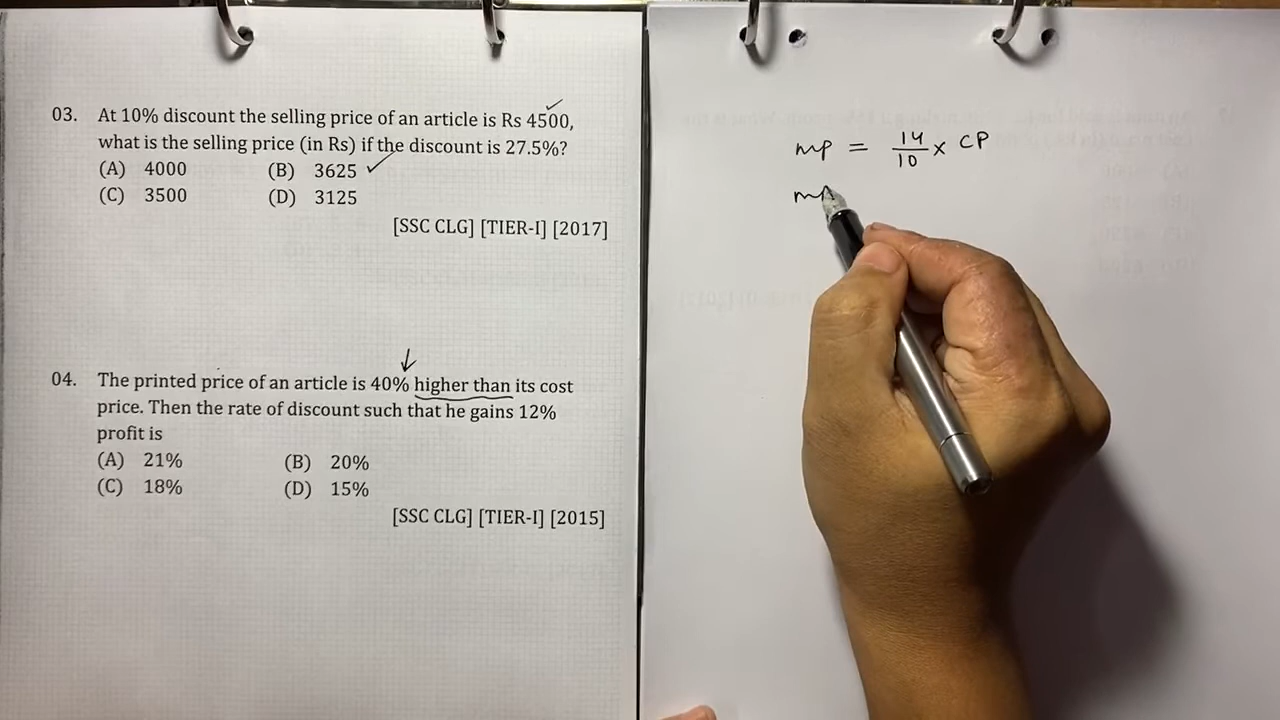 03. At 10% discount the selling price of an article is Rs 4500,
what is the selling price (in Rs) if the discount is 27.5%?
(A) 4000 (B) 3625
(C) 3500 (D) 3125
[SSC CLG] [TIER-I] [2017]
04. The printed price of an article is 40% higher than its cost
price. Then the rate of discount such that he gains 12%
profit is
(A) 21% (B) 20%
(C) 18% (D) 15%
[SSC CLG] [TIER-I] [2015]
mp = 14/10 × CP